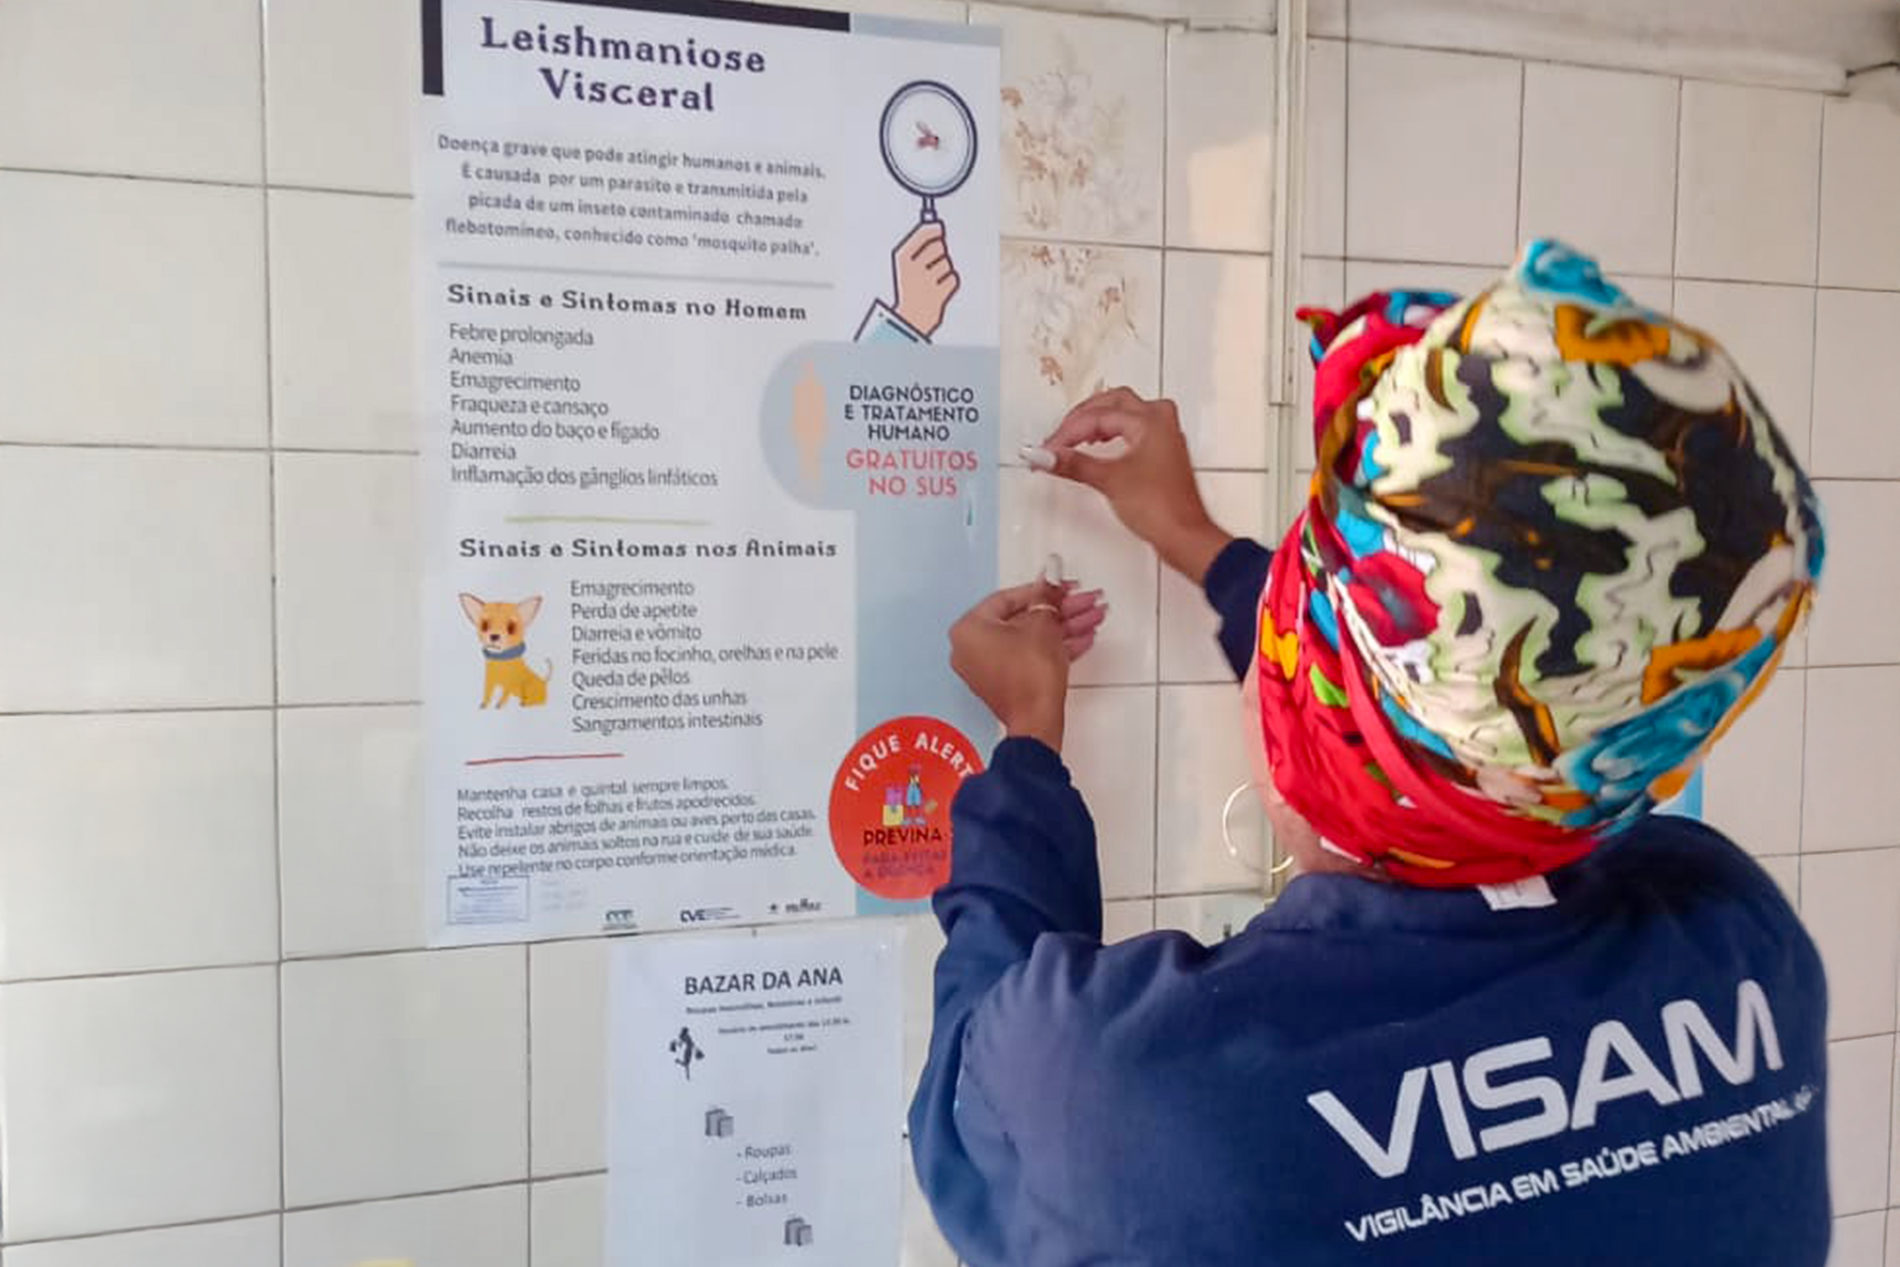 Leishmaniose
Visceral
Doença grave que pode atingir humanos e animais.
É causada por um parasito e transmitida pela
picada de um inseto contaminado chamado
flebotomíneo, conhecido como 'mosquito palha'.
Sinais e Sintomas no Homem
Febre prolongada
Anemia
Emagrecimento
Fraqueza e cansaço
Aumento do baço e fígado
Diarreia
Inflamação dos gânglios linfáticos
DIAGNÓSTICO
E TRATAMENTO
HUMANO
GRATUITOS
NO SUS
Sinais e Sintomas nos Animais
Emagrecimento
Perda de apetite
Diarreia e vômito
Feridas no focinho, orelhas e na pele
Queda de pêlos
Crescimento das unhas
Sangramentos intestinais
Mantenha casa e quintal sempre limpos.
Recolha restos de folhas e frutos apodrecidos.
Evite instalar abrigos de animais ou aves perto das casas.
Não deixe os animais soltos na rua e cuide de sua saúde.
Use repelente no corpo conforme orientação médica.
FIQUE ALERT
PREVINA-
PARA EVITAR
A DOENÇA
CVE
BAZAR DA ANA
- Roupas
- Calçados
- Bolsas
VISAM
VIGILÂNCIA EM SAÚDE AMBIENTAL